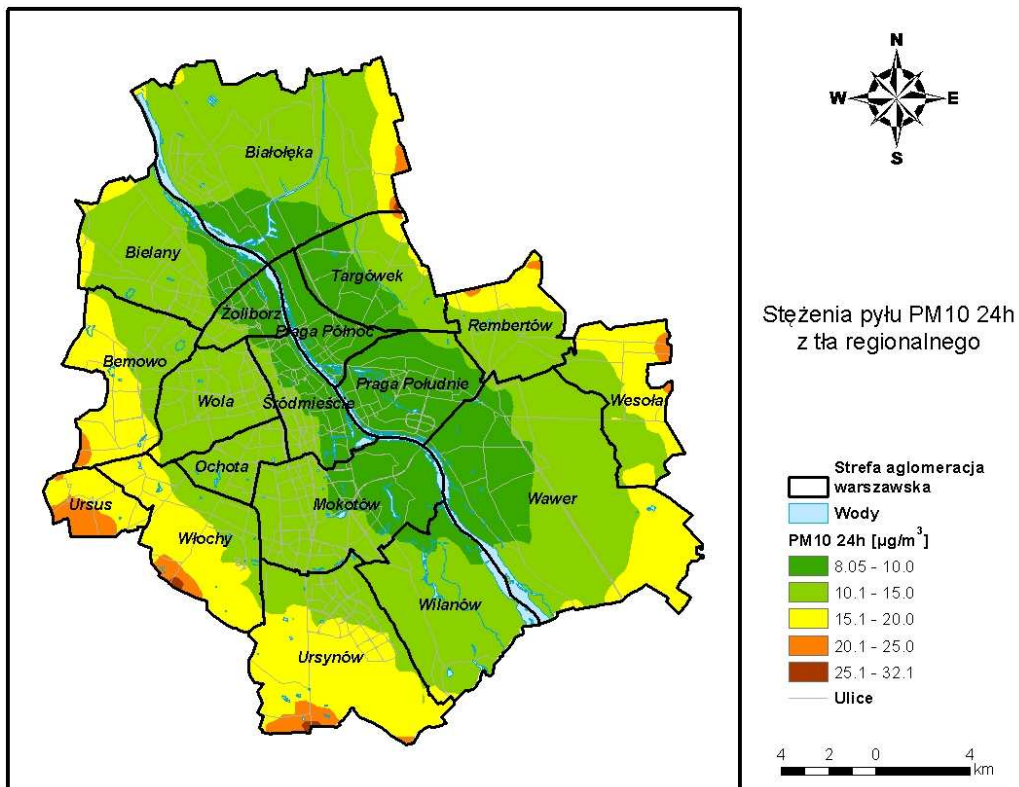 N
W
E
S
Białołęka
Bielany
Targówek
Żoliborz
Praga Północ
Rembertów
Bemowo
Praga Południe
Wola
Śródmieście
Wesoła
Ochota
Ursus
Mokotów
Wawer
Włochy
Wilanów
Ursynów
Stężenia pyłu PM10 24h
z tła regionalnego
Strefa aglomeracja
warszawska
Wody
PM10 24h [µg/m³]
8.05 - 10.0
10.1 - 15.0
15.1 - 20.0
20.1 - 25.0
25.1 - 32.1
Ulice
4 2 0 4
km